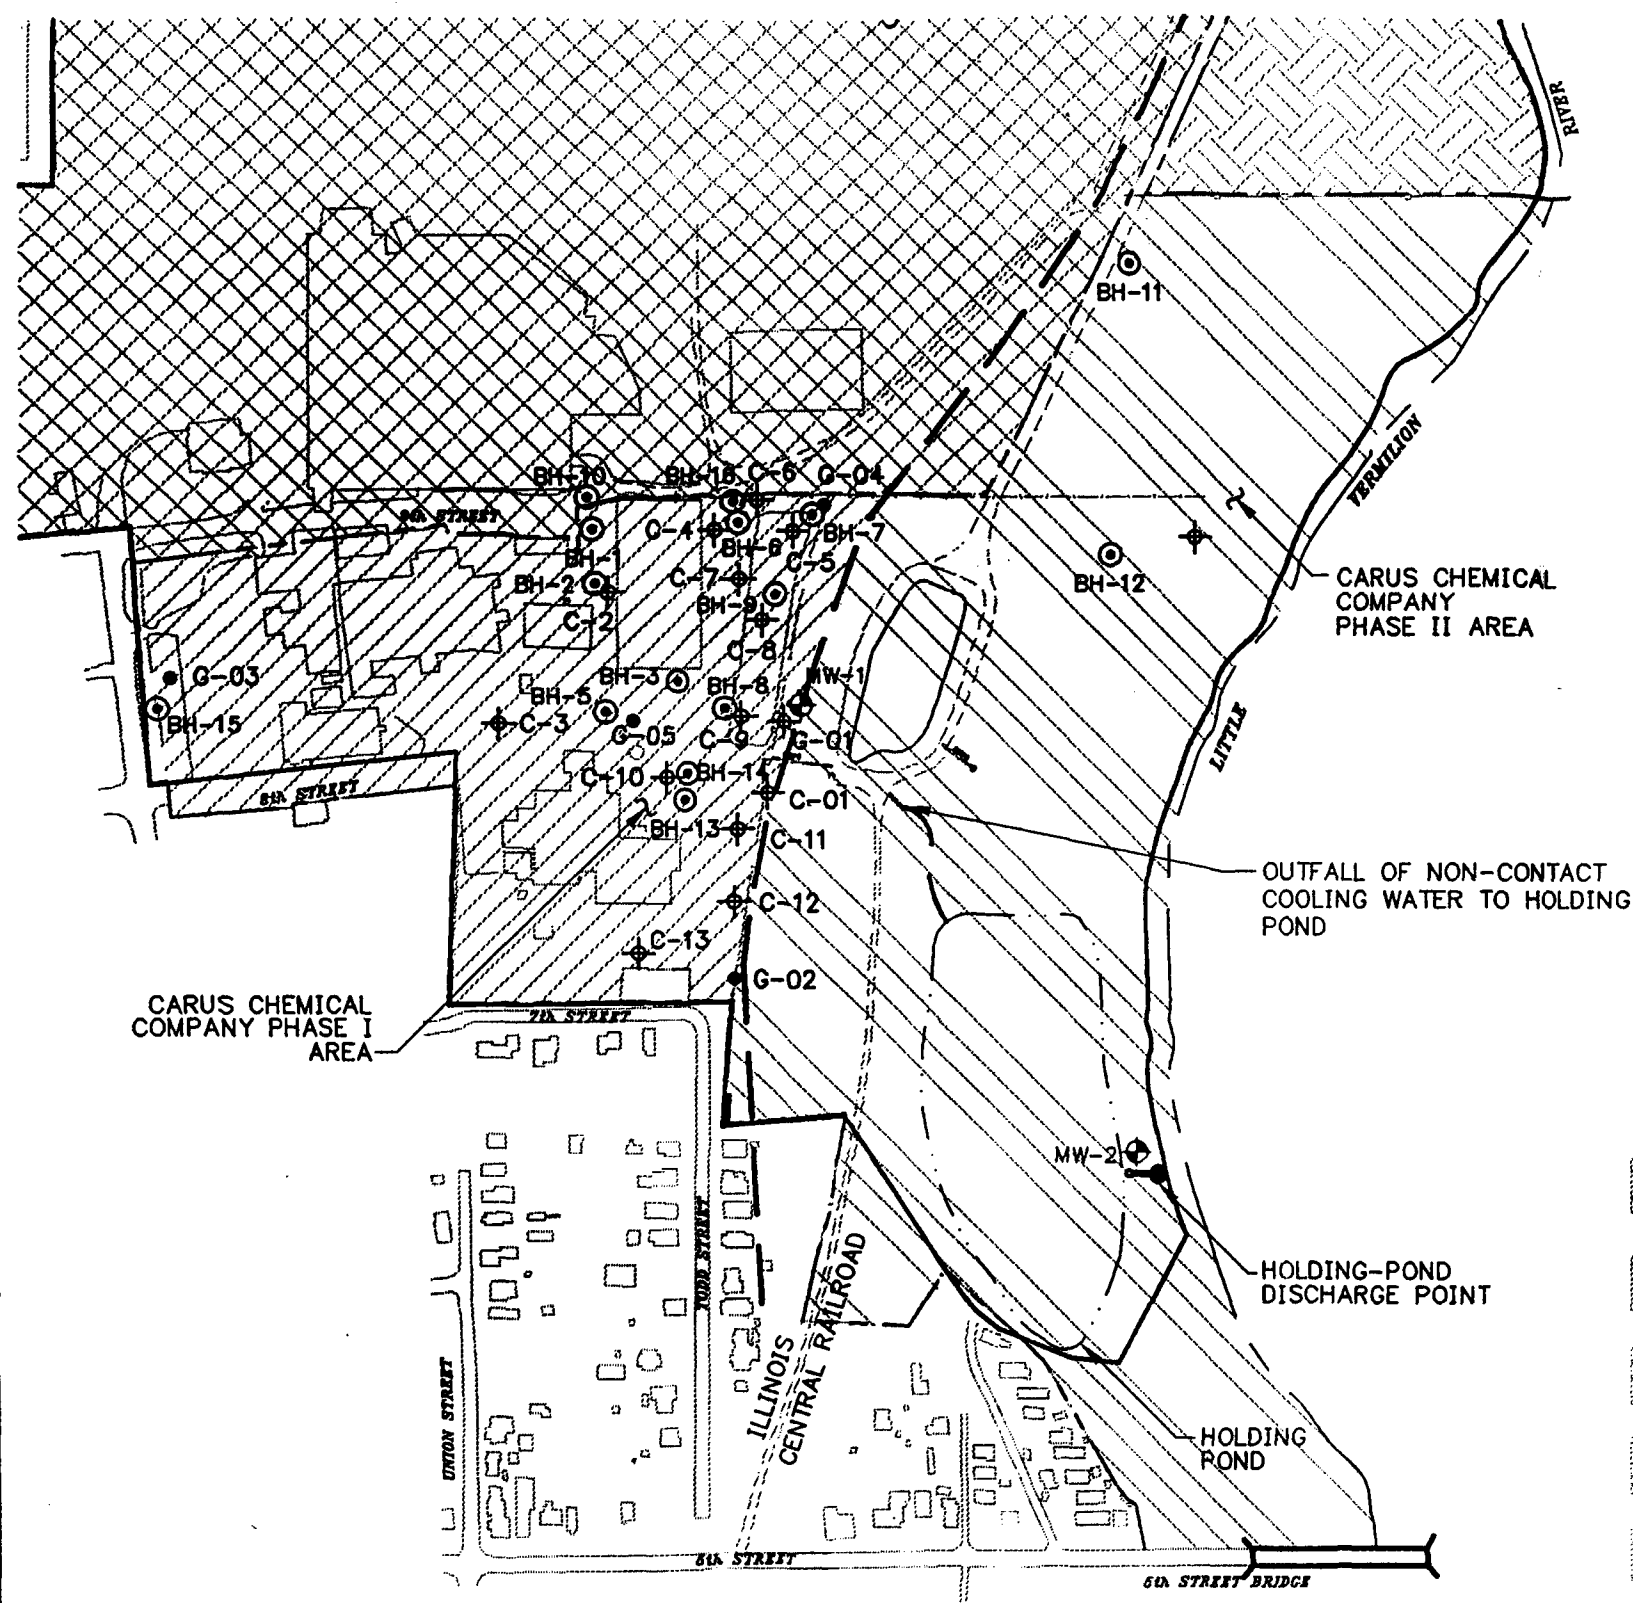 RIVER
BH-11
BH-10
BH-16
C-6
G-04
9th STREET
C-4
BH-6
BH-7
BH-1
C-5
BH-2
C-7
BH-9
C-2
C-8
BH-12
CARUS CHEMICAL
COMPANY
PHASE II AREA
VERMILION
G-03
BH-3
BH-8
MW-1
BH-5
BH-15
C-3
G-05
C-9
G-01
LITTLE
C-10
BH-14
8th STREET
C-01
BH-13
C-11
OUTFALL OF NON-CONTACT
COOLING WATER TO HOLDING
POND
C-12
C-13
G-02
CARUS CHEMICAL
COMPANY PHASE I
AREA
7th STREET
MW-2
TODD STREET
HOLDING-POND
DISCHARGE POINT
ILLINOIS
CENTRAL RAILROAD
UNION STREET
HOLDING
POND
STREET
STREET BRIDGE